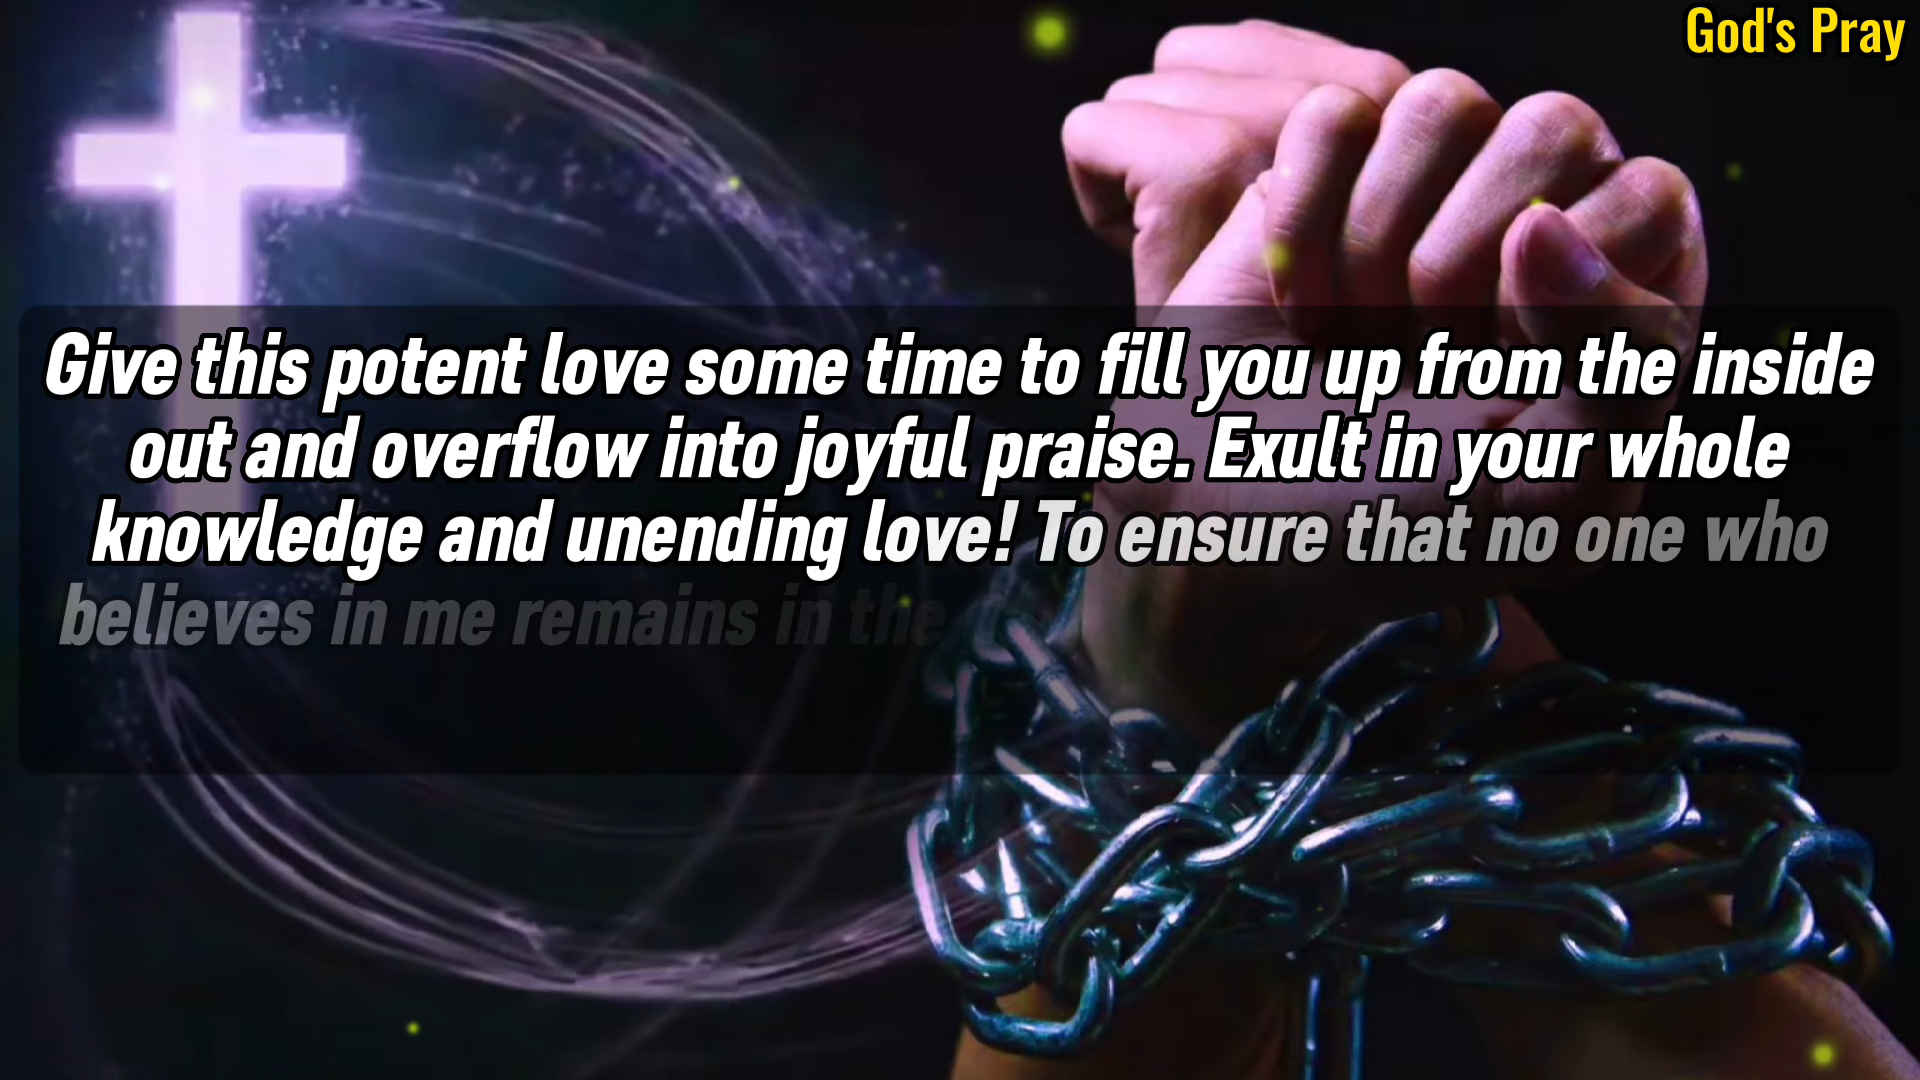 God's Pray
Give this potent love some time to fill you up from the inside
out and overflow into joyful praise. Exult in your whole
knowledge and unending love! To ensure that no one who
believes in me remains in the